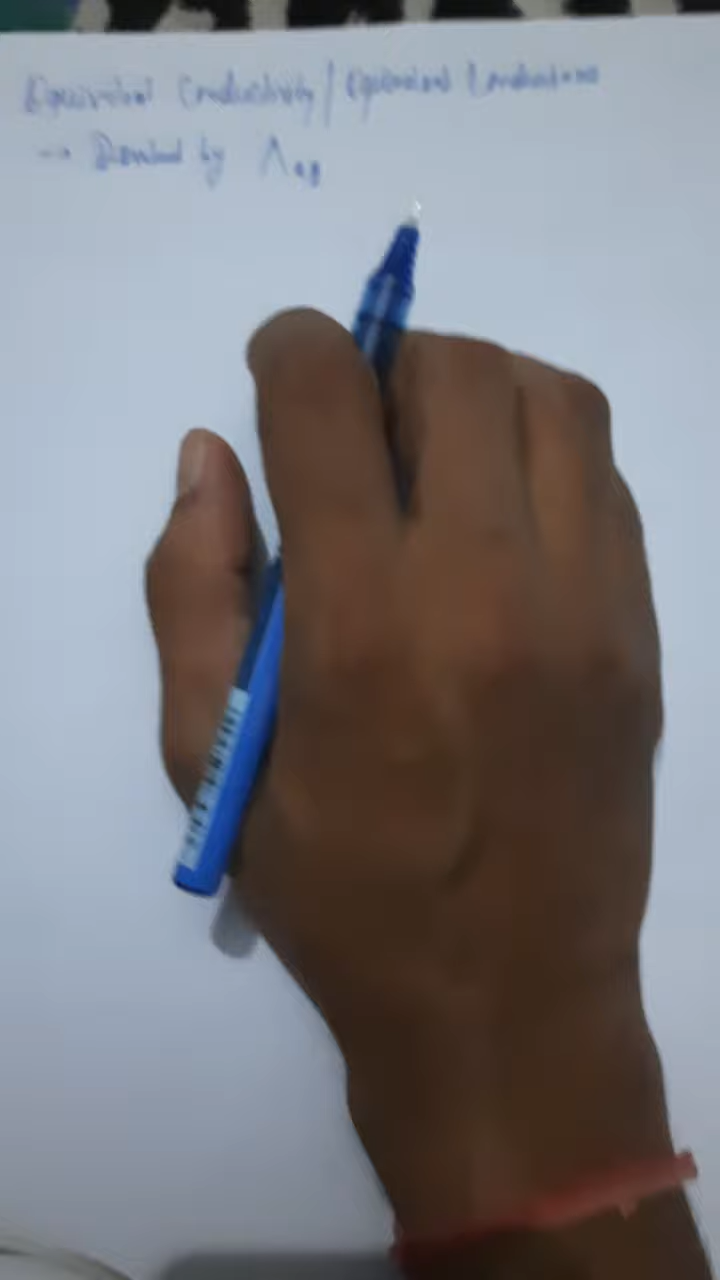 Equivalent Conductivity / Equivalent Conductance
→ Denoted by Λeq